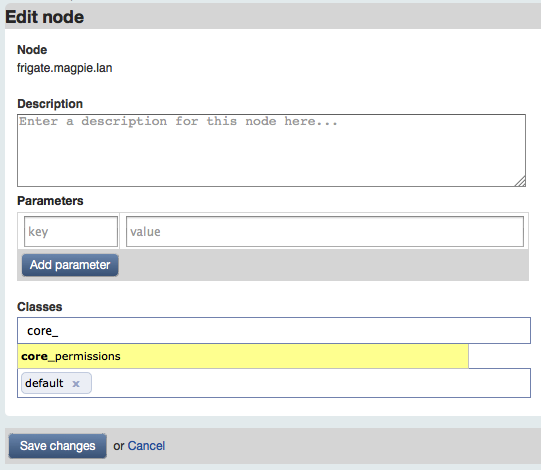 Edit node
Node
frigate.magpie.lan
Description
Enter a description for this node here...
Parameters
key value
Add parameter
Classes
core_
core_permissions
default x
Save changes or Cancel